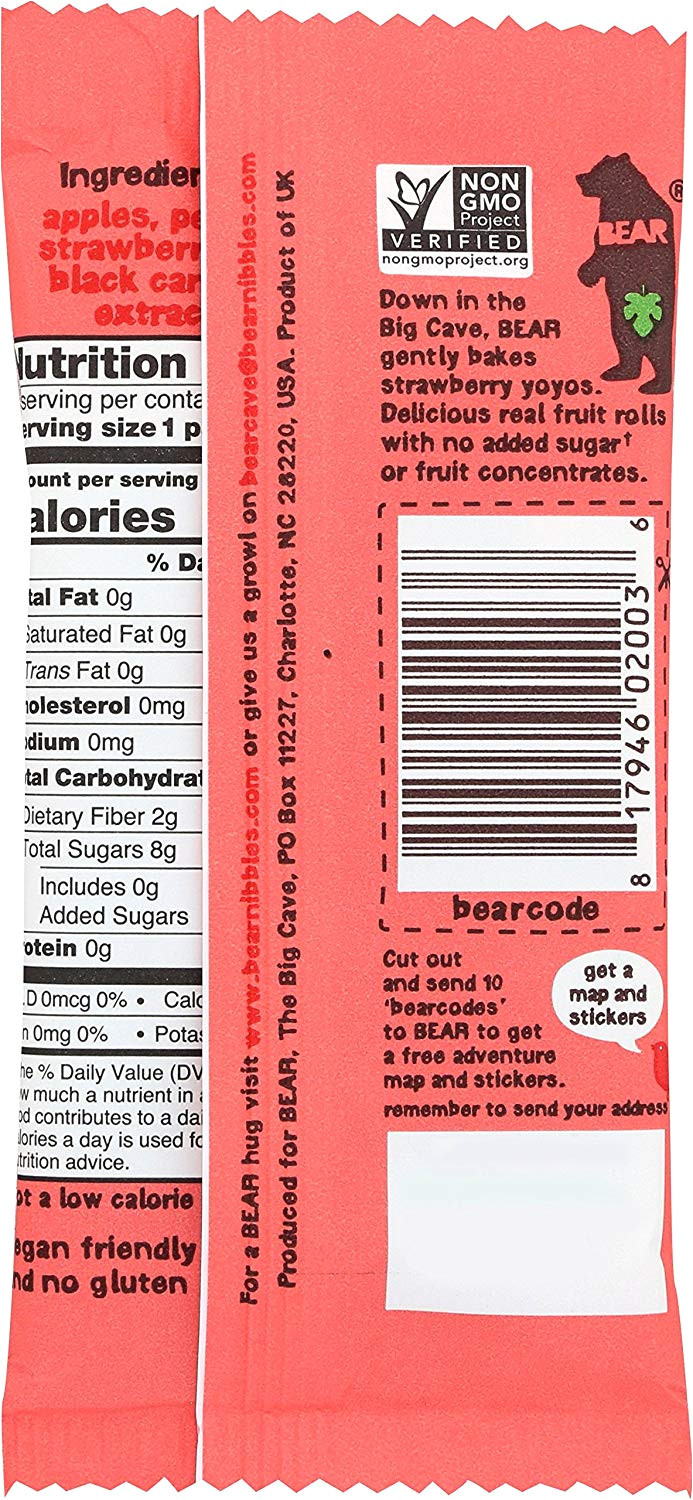 Ingredien
apples, pe
strawberr
black car
extrac
Nutrition
serving per conta
erving size 1 p
ount per serving
alories
% Da
tal Fat 0g
Saturated Fat 0g
Trans Fat 0g
holesterol 0mg
dium 0mg
tal Carbohydrat
Dietary Fiber 2g
Total Sugars 8g
Includes 0g
Added Sugars
otein 0g
. D 0mcg 0% • Calc
n 0mg 0% • Potas
he % Daily Value (DV
w much a nutrient in a
od contributes to a dai
alories a day is used fo
utrition advice.
ot a low calorie
egan friendly
nd no gluten
For a BEAR hug visit www.bearnibbles.com or give us a growl on bearcave@bearnibbles.com
Produced for BEAR, The Big Cave, PO Box 11227, Charlotte, NC 28220, USA. Product of UK
NON
GMO
Project
VERIFIED
nongmoproject.org
BEAR
®
Down in the
Big Cave, BEAR
gently bakes
strawberry yoyos.
Delicious real fruit rolls
with no added sugar†
or fruit concentrates.
8 17946 02003 6
bearcode
Cut out
and send 10
'bearcodes'
to BEAR to get
a free adventure
map and stickers.
remember to send your address
get a
map and
stickers